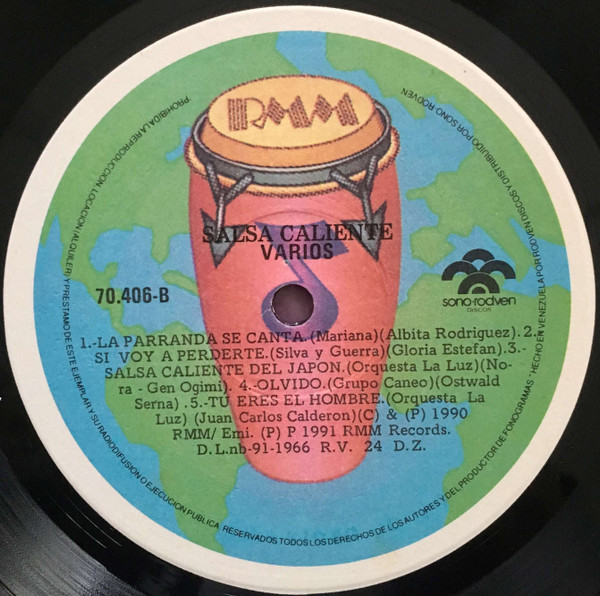 RMM
SALSA CALIENTE
VARIOS
70.406-B
sono-rodven
DISCOS
1.-LA PARRANDA SE CANTA.(Mariana)(Albita Rodriguez).2.
SI VOY A PERDERTE.(Silva y Guerra)(Gloria Estefan).3.-
SALSA CALIENTE DEL JAPON.(Orquesta La Luz)(No-
ra - Gen Ogimi). 4.-OLVIDO.(Grupo Caneo)(Ostwald
Serna) .5.-TU ERES EL HOMBRE.(Orquesta La
Luz) (Juan Carlos Calderon)(C) & (P) 1990
RMM/ Emi. (P) P 1991 RMM Records.
D.L.nb-91-1966 R.V. 24 D.Z.
PROHIBIDA LA REPRODUCCION, LOCACION (ALQUILER) Y PRESTAMO DE ESTE EJEMPLAR Y SU RADIODIFUSION O EJECUCION PUBLICA RESERVADOS TODOS LOS DERECHOS DE LOS AUTORES Y DEL PRODUCTOR DE FONOGRAMAS - HECHO EN VENEZUELA POR RODVEN DISCOS Y DISTRIBUIDO POR SONO RODVEN